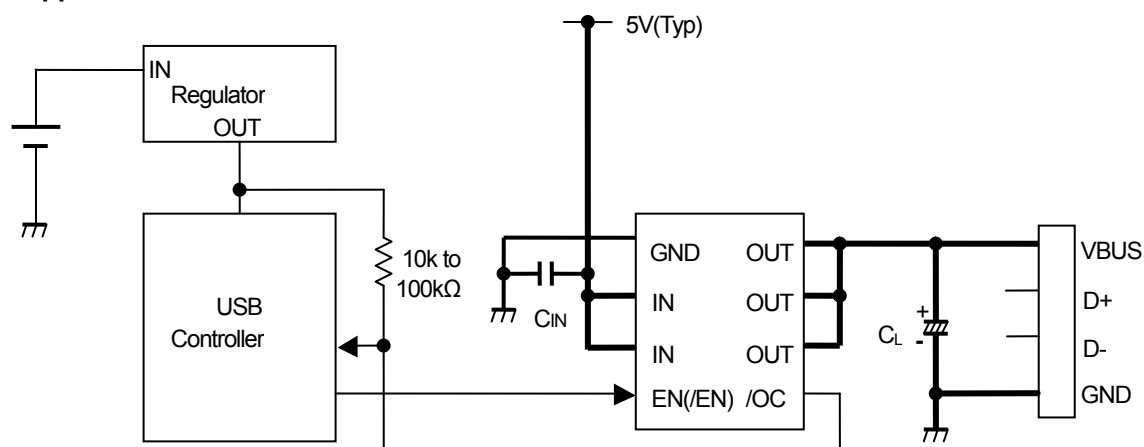 5V(Typ)
IN
Regulator
OUT
10k to
100kΩ
USB
Controller
CIN
GND OUT
IN OUT
IN OUT
EN(/EN) /OC
+
CL
-
VBUS
D+
D-
GND